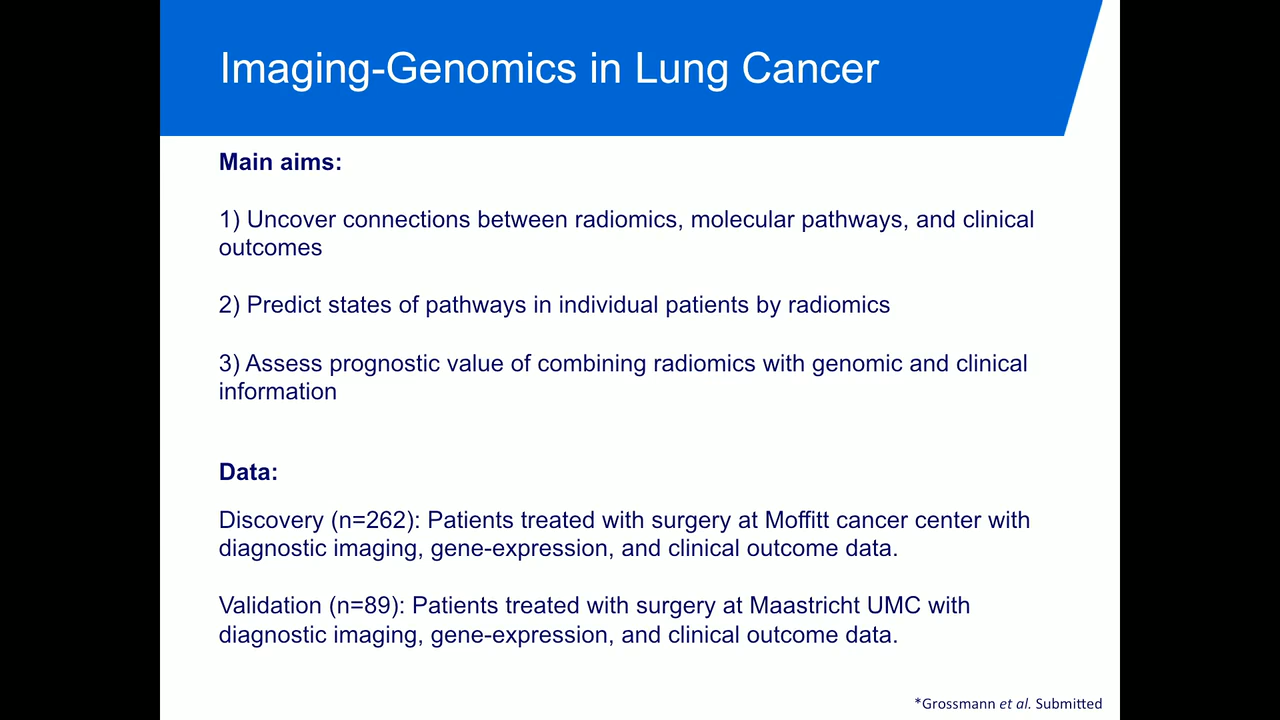 Imaging-Genomics in Lung Cancer
Main aims:
1) Uncover connections between radiomics, molecular pathways, and clinical
outcomes
2) Predict states of pathways in individual patients by radiomics
3) Assess prognostic value of combining radiomics with genomic and clinical
information
Data:
Discovery (n=262): Patients treated with surgery at Moffitt cancer center with
diagnostic imaging, gene-expression, and clinical outcome data.
Validation (n=89): Patients treated with surgery at Maastricht UMC with
diagnostic imaging, gene-expression, and clinical outcome data.
*Grossmann et al. Submitted